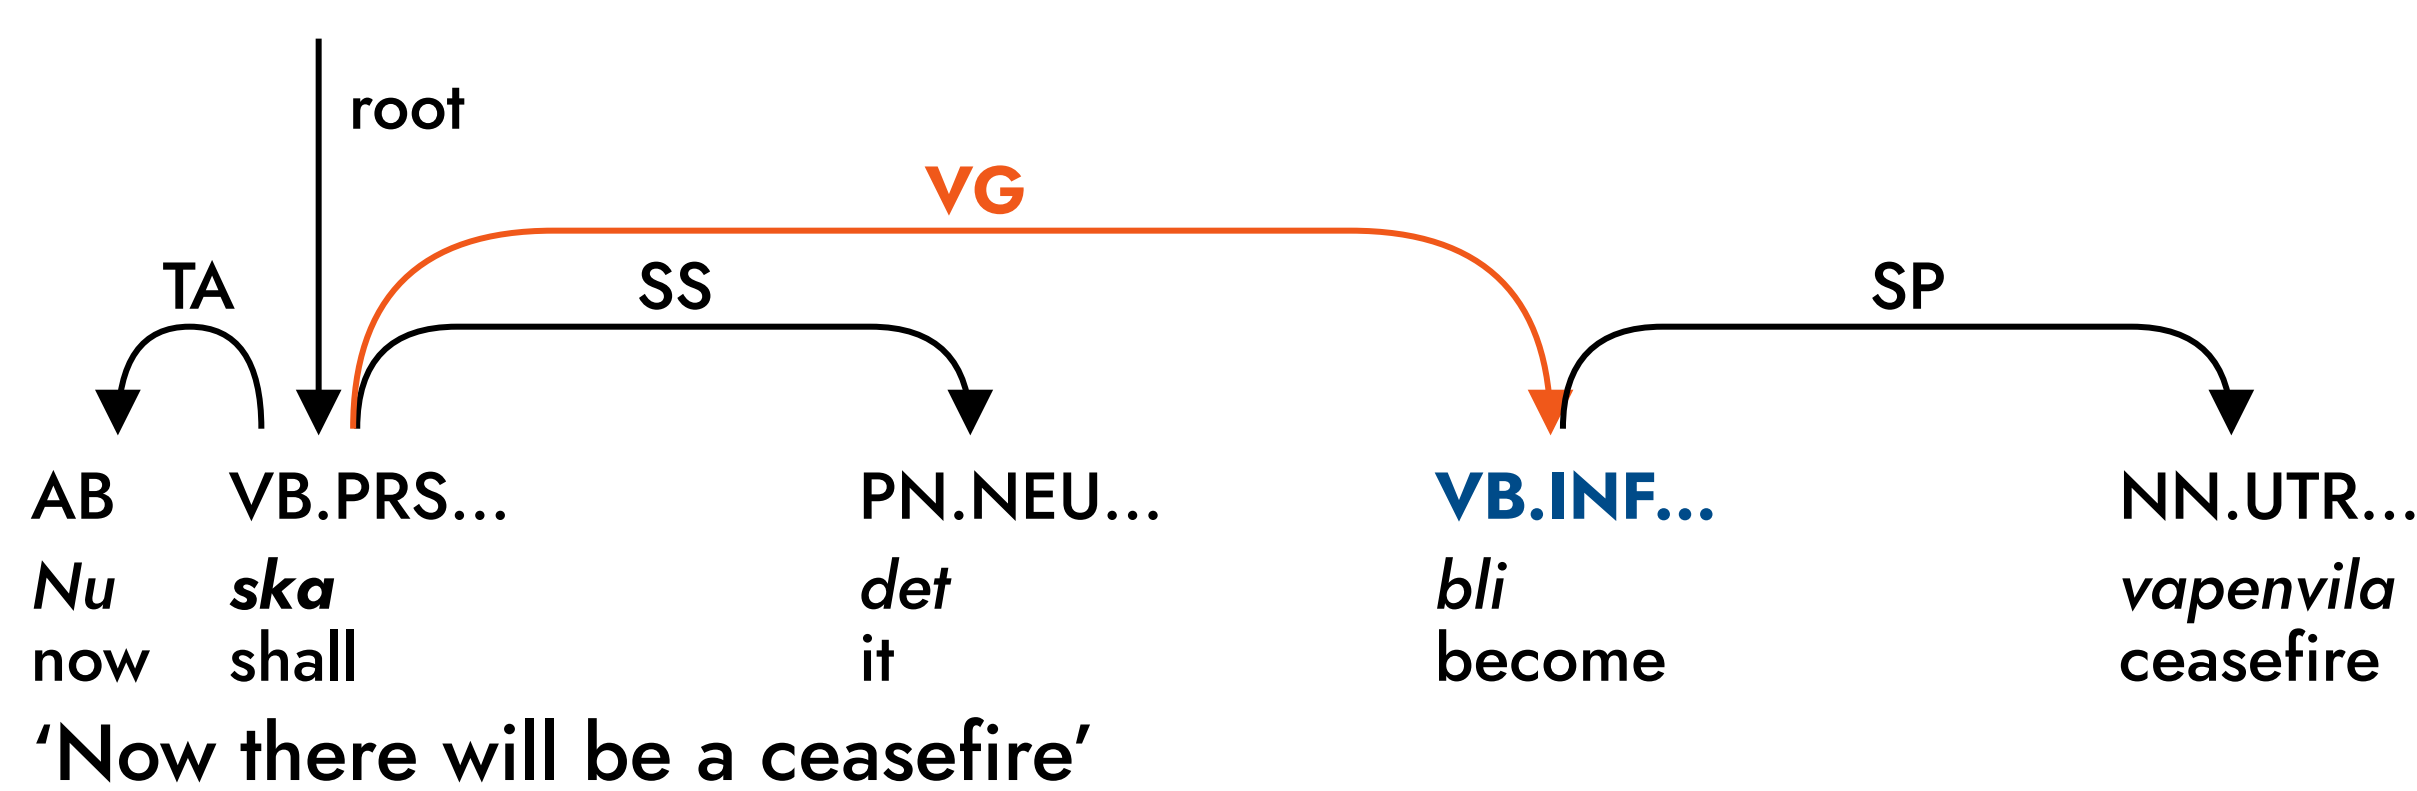 root
VG
TA SS SP
AB VB.PRS... PN.NEU... VB.INF... NN.UTR...
Nu ska det bli vapenvila
now shall it become ceasefire
‘Now there will be a ceasefire’